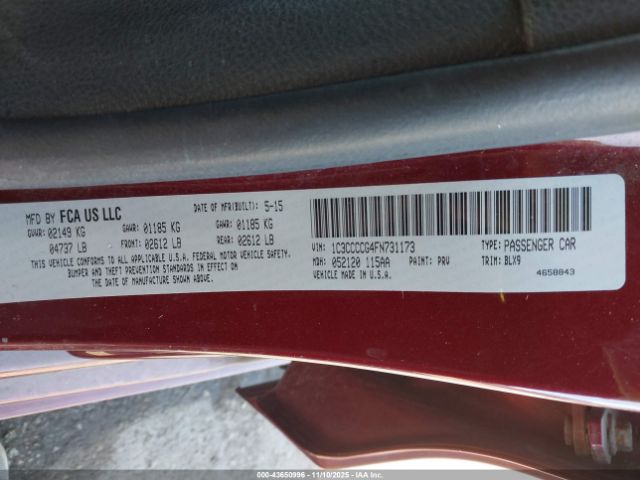 MFD BY FCA US LLC
DATE OF MFR(BUILT): 5-15
GVWR: 02149 KG
GAWR: 01185 KG
GAWR: 01185 KG
04737 LB
FRONT: 02612 LB
REAR: 02612 LB
THIS VEHICLE CONFORMS TO ALL APPLICABLE U.S.A. FEDERAL MOTOR VEHICLE SAFETY,
BUMPER AND THEFT PREVENTION STANDARDS IN EFFECT ON
THE DATE OF MANUFACTURE SHOWN ABOVE.
VIN: 1C3CCCCG4FN731173
TYPE: PASSENGER CAR
MDH: 052120 115AA
PAINT: PRV
TRIM: BLX9
VEHICLE MADE IN U.S.A.
4658843
000-43650996 - 11/10/2025 - IAAI.COM